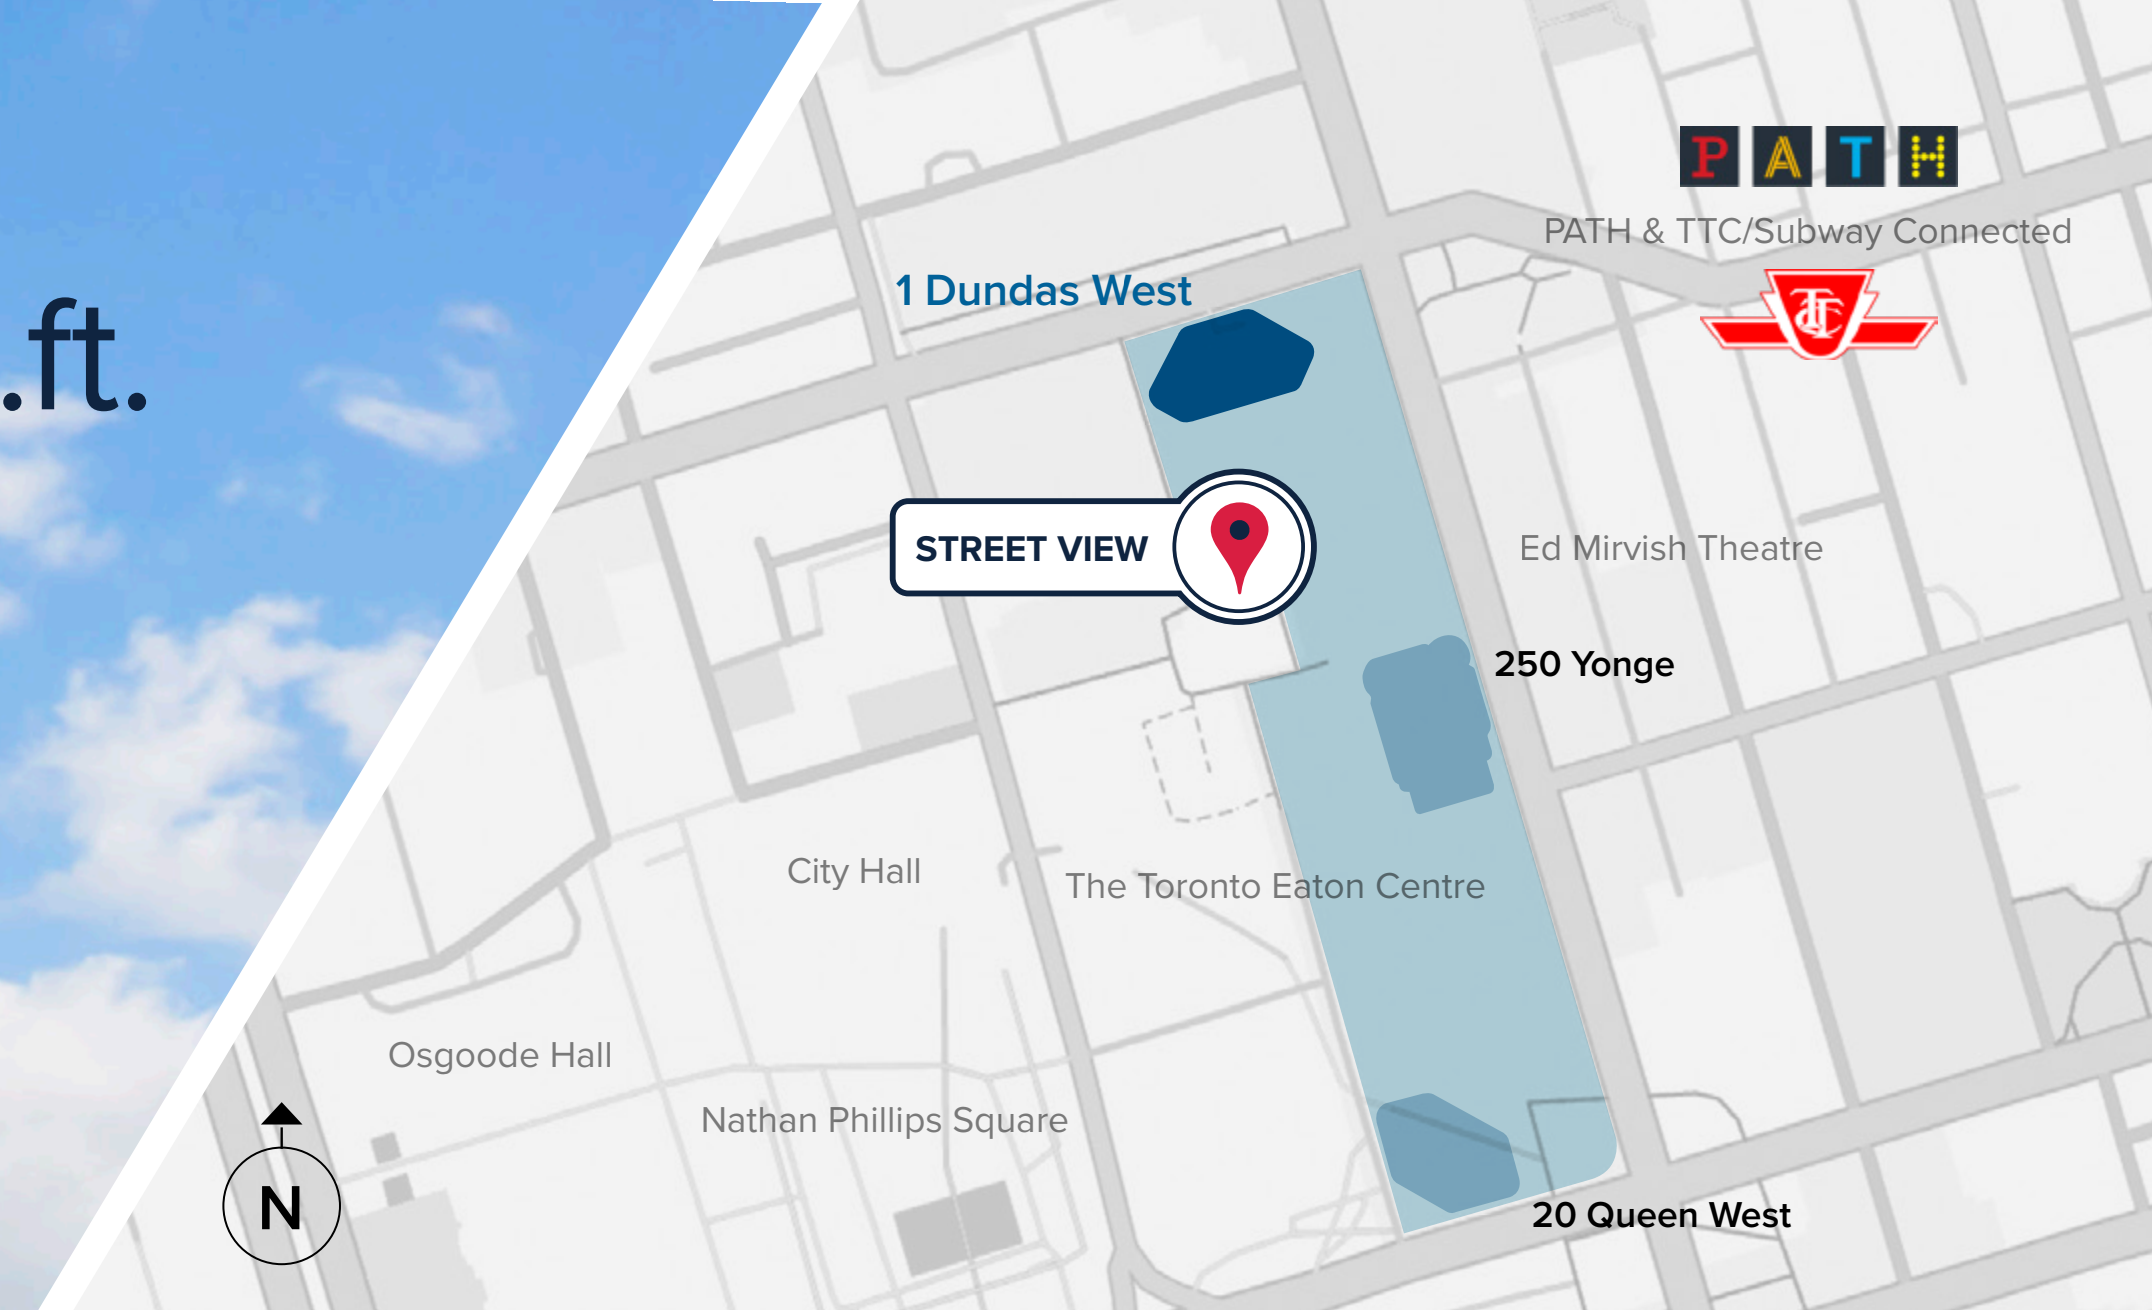 .ft.
PATH
PATH & TTC/Subway Connected
TTC
1 Dundas West
STREET VIEW
Ed Mirvish Theatre
250 Yonge
City Hall
The Toronto Eaton Centre
Osgoode Hall
Nathan Phillips Square
N
20 Queen West